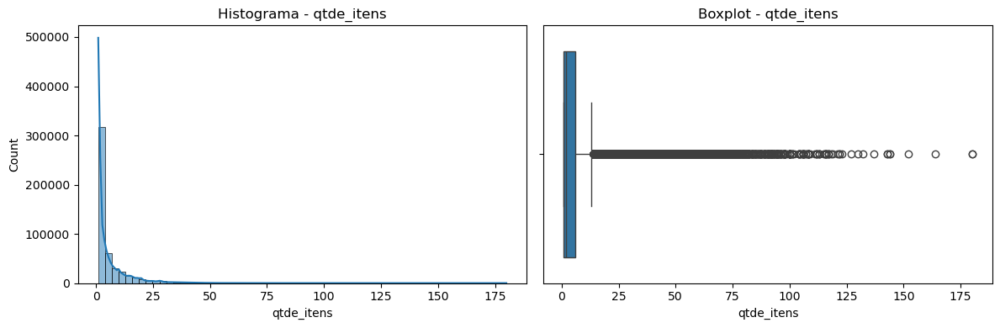 Histograma - qtde_itens
500000
400000
300000
200000
100000
0
Count
0 25 50 75 100 125 150 175
qtde_itens
Boxplot - qtde_itens
0 25 50 75 100 125 150 175
qtde_itens